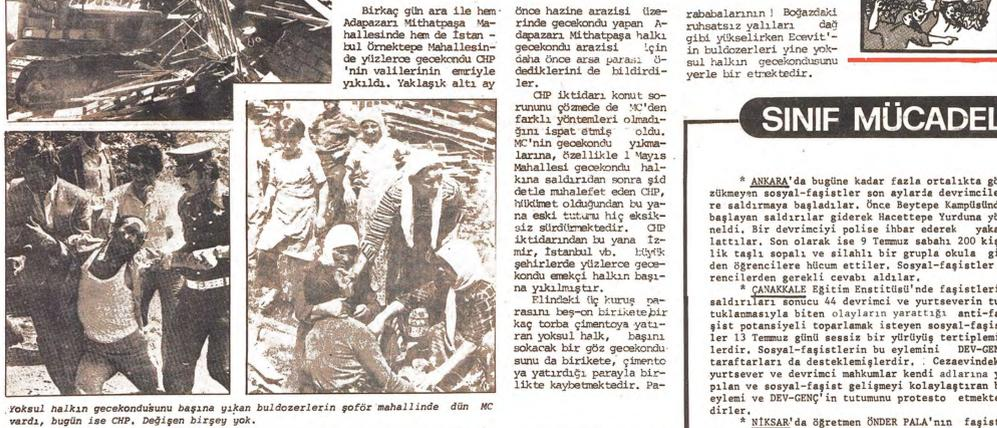 Birkaç gün ara ile hem
Adapazarı Mithatpaşa Ma-
hallesinde hem de İstan -
bul Örnektepe Mahallesin-
de yüzlerce gecekondu CHP
'nin valilerinin emriyle
yıkıldı. Yaklaşık altı ay
önce hazine arazisi üze-
rinde gecekondu yapan A-
dapazarı Mithatpaşa halkı
gecekondu arazisi için
daha önce arsa parası ö-
dediklerini de bildirdi-
ler.
CHP iktidarı konut so-
rununu çözmede de MC'den
farklı yöntemleri olmadı-
ğını ispat etmiş oldu.
MC'nin gecekondu yıkma-
larına, özellikle 1 Mayıs
Mahallesi gecekondu hal-
kına saldırıdan sonra şid
detle muhalefet eden CHP,
hükümet olduğundan bu ya-
na eski tutumu hiç eksik-
siz sürdürmektedir. CHP
iktidarından bu yana İz-
mir, İstanbul vb. büyük
şehirlerde yüzlerce gece-
kondu emekçi halkın başı-
na yıkılmıştır.
Elindeki üç kuruş pa-
rasını beş-on birikete,bir
kaç torba çimentoya yatı-
ran yoksul halk, başını
sokacak bir göz gecekondu-
sunu da birikete, çimento
ya yatırdığı parayla bir-
likte kaybetmektedir. Pa-
rababalarının ! Boğazdaki
ruhsatsız yalıları dağ
gibi yükselirken Ecevit'-
in buldozerleri yine yok-
sul halkın gecekondusunu
yerle bir etmektedir.
Yoksul halkın gecekondusunu başına yıkan buldozerlerin şoför mahallinde dün MC
vardı, bugün ise CHP. Değişen birşey yok.
SINIF MÜCADEL
* ANKARA'da bugüne kadar fazla ortalıkta gö
zükmeyen sosyal-faşistler son aylarda devrimcile
re saldırmaya başladılar. Önce Beytepe Kampüsünde
başlayan saldırılar giderek Hacettepe Yurduna yö
neldi. Bir devrimciyi polise ihbar ederek yaka
lattılar. Son olarak ise 9 Temmuz sabahı 200 kiş
lik taşlı sopalı ve silahlı bir grupla okula gi
den öğrencilere hücum ettiler. Sosyal-faşistler
rencilerden gerekli cevabı aldılar.
* ÇANAKKALE Eğitim Enstitüsü'nde faşistleri
saldırıları sonucu 44 devrimci ve yurtseverin tu
tuklanmasıyla biten olayların yarattığı anti-fa
şist potansiyeli toparlamak isteyen sosyal-faşis
ler 13 Temmuz günü sessiz bir yürüyüş tertiplemi
lerdir. Sosyal-faşistlerin bu eylemini DEV-GEN
taraftarları da desteklemişlerdir. Cezaevindek
yurtsever ve devrimci mahkumlar kendi adlarına y
pılan ve sosyal-faşist gelişmeyi kolaylaştıran b
eylemi ve DEV-GENÇ'in tutumunu protesto etmekte
dirler.
* NİKSAR'da öğretmen ÖNDER PALA'nın faşist